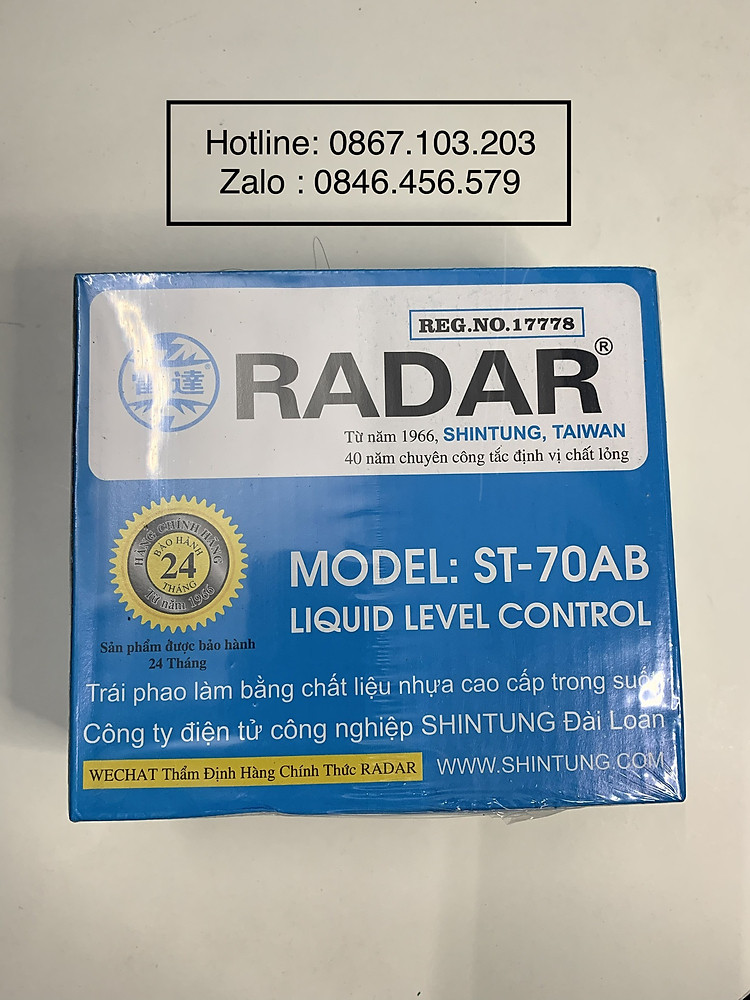 Hotline: 0867.103.203
Zalo : 0846.456.579
REG.NO.17778
RADAR®
電達®
Từ năm 1966, SHINTUNG, TAIWAN
40 năm chuyên công tắc định vị chất lỏng
HÀNG CHÍNH HÃNG
BẢO HÀNH
24
THÁNG
Từ năm 1966
Sản phẩm được bảo hành
24 Tháng
MODEL: ST-70AB
LIQUID LEVEL CONTROL
Trái phao làm bằng chất liệu nhựa cao cấp trong suốt
Công ty điện tử công nghiệp SHINTUNG Đài Loan
WECHAT Thẩm Định Hàng Chính Thức RADAR
WWW.SHINTUNG.COM